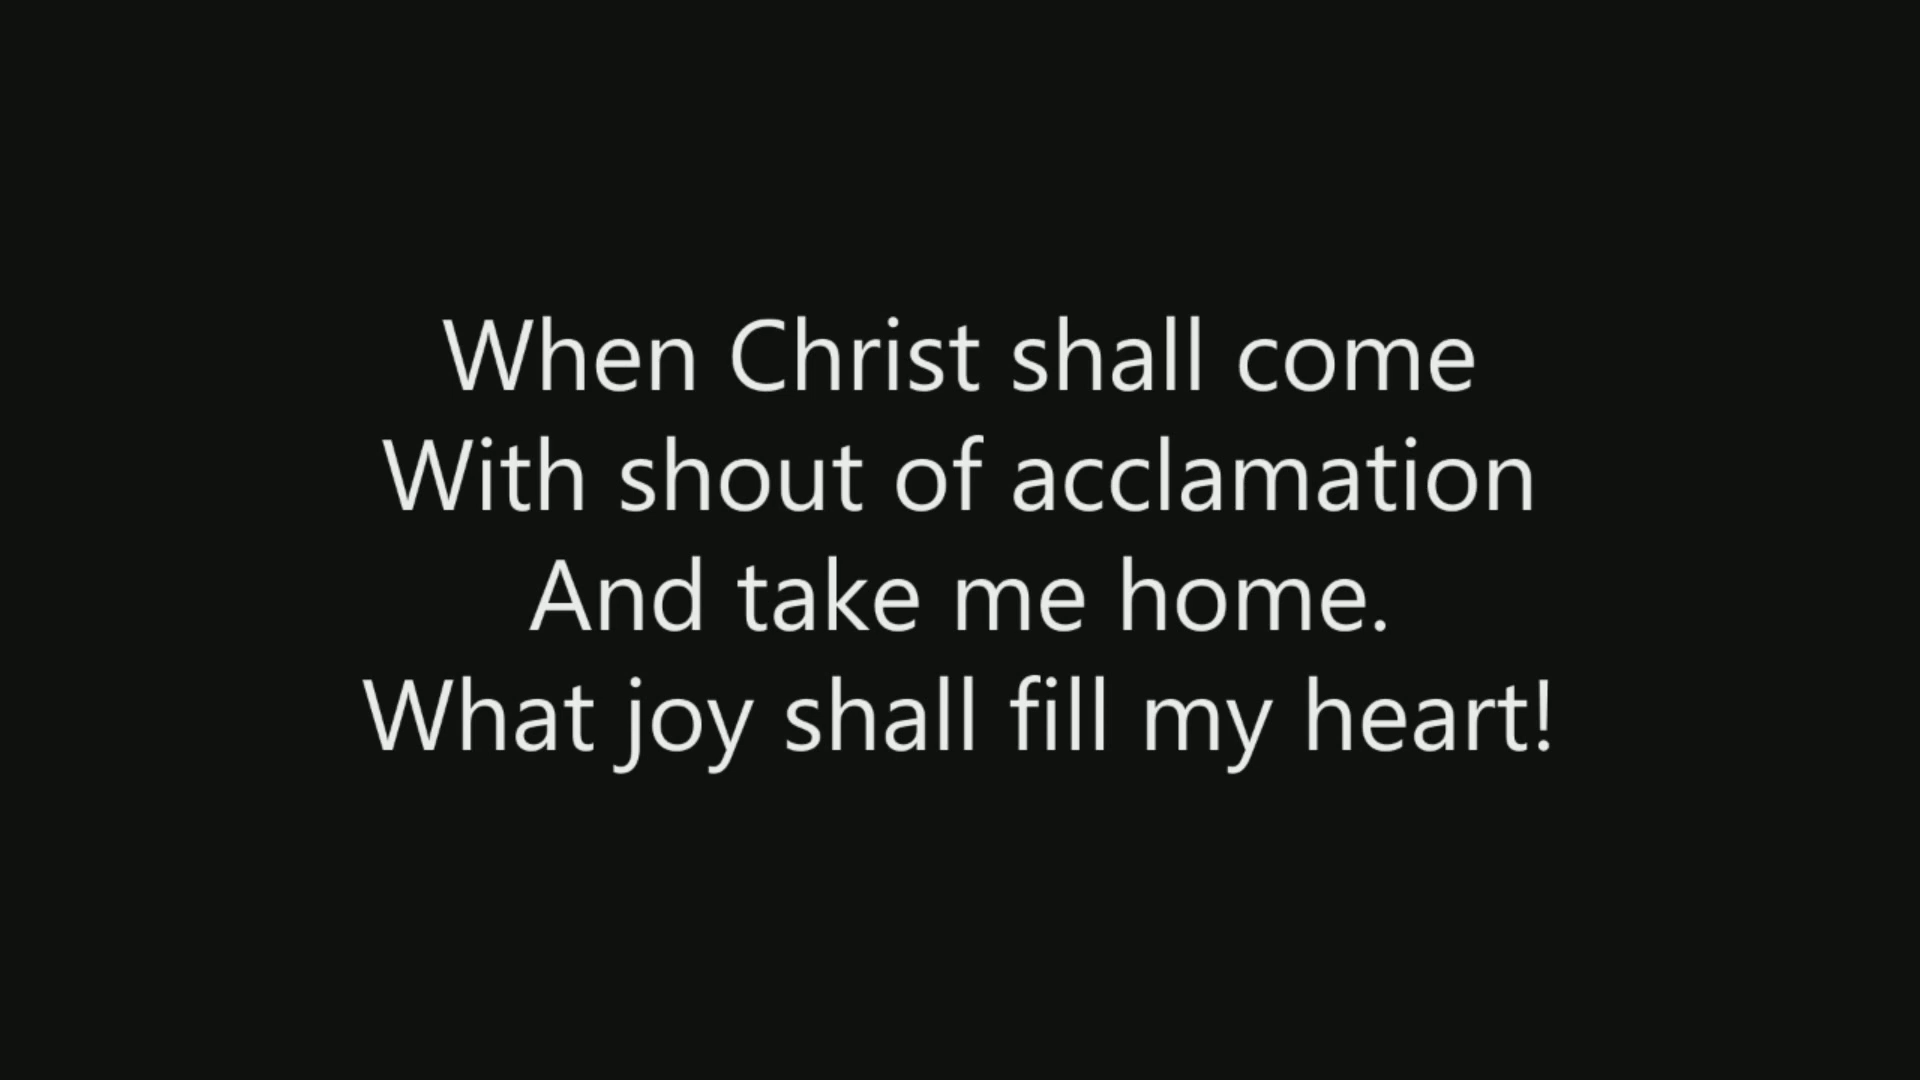 When Christ shall come
With shout of acclamation
And take me home.
What joy shall fill my heart!